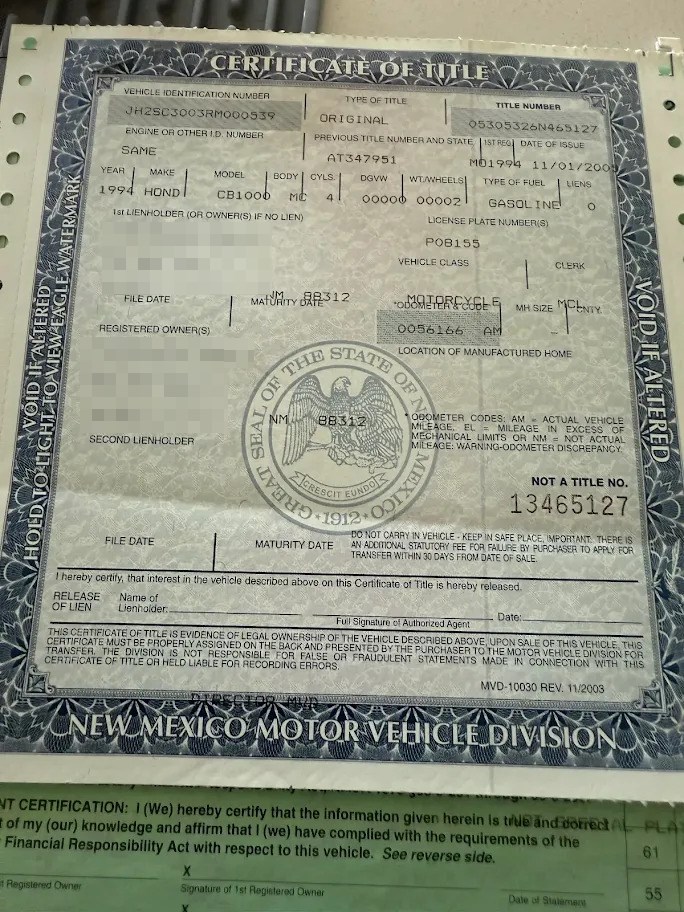 CERTIFICATE OF TITLE
VEHICLE IDENTIFICATION NUMBER
TYPE OF TITLE
TITLE NUMBER
JH2SC3003RM000539
ORIGINAL
05305326N465127
ENGINE OR OTHER I.D. NUMBER
PREVIOUS TITLE NUMBER AND STATE
1ST REG
DATE OF ISSUE
SAME
AT347951
M01994 11/01/200
YEAR MAKE MODEL BODY CYLS. DGVW WT/WHEELS TYPE OF FUEL LIENS
1994 HOND CB1000 MC 4 00000 00002 GASOLINE 0
1st LIENHOLDER (OR OWNER(S) IF NO LIEN)
LICENSE PLATE NUMBER(S)
POB155
VEHICLE CLASS
CLERK
NM 88312
MOTORCYCLE
MCL
FILE DATE
MATURITY DATE
*ODOMETER & CODE
MH SIZE
CNTY.
0056166 AM
REGISTERED OWNER(S)
LOCATION OF MANUFACTURED HOME
GREAT SEAL OF THE STATE OF NEW MEXICO
CRESCIT EUNDO
•1912•
NM 88312
* ODOMETER CODES: AM = ACTUAL VEHICLE
MILEAGE, EL = MILEAGE IN EXCESS OF
MECHANICAL LIMITS OR NM = NOT ACTUAL
MILEAGE: WARNING-ODOMETER DISCREPANCY.
SECOND LIENHOLDER
NOT A TITLE NO.
13465127
FILE DATE
MATURITY DATE
DO NOT CARRY IN VEHICLE - KEEP IN SAFE PLACE, IMPORTANT: THERE IS
AN ADDITIONAL STATUTORY FEE FOR FAILURE BY PURCHASER TO APPLY FOR
TRANSFER WITHIN 30 DAYS FROM DATE OF SALE.
I hereby certify, that interest in the vehicle described above on this Certificate of Title is hereby released.
RELEASE
OF LIEN
Name of
Lienholder:
Date:
Full Signature of Authorized Agent
THIS CERTIFICATE OF TITLE IS EVIDENCE OF LEGAL OWNERSHIP OF THE VEHICLE DESCRIBED ABOVE, UPON SALE OF THIS VEHICLE, THIS
CERTIFICATE MUST BE PROPERLY ASSIGNED ON THE BACK AND PRESENTED BY THE PURCHASER TO THE MOTOR VEHICLE DIVISION FOR
TRANSFER. THE DIVISION IS NOT RESPONSIBLE FOR FALSE OR FRAUDULENT STATEMENTS MADE IN CONNECTION WITH THIS
CERTIFICATE OF TITLE OR HELD LIABLE FOR RECORDING ERRORS.
MVD-10030 REV. 11/2003
DIRECTOR MVD
NEW MEXICO MOTOR VEHICLE DIVISION
VOID IF ALTERED
HOLD TO LIGHT TO VIEW EAGLE WATERMARK
VOID IF ALTERED
NT CERTIFICATION: I (We) hereby certify that the information given herein is true and correct
t of my (our) knowledge and affirm that I (we) have complied with the requirements of the
Financial Responsibility Act with respect to this vehicle. See reverse side.
61
X
t Registered Owner
Signature of 1st Registered Owner
Date of Statement
55
X